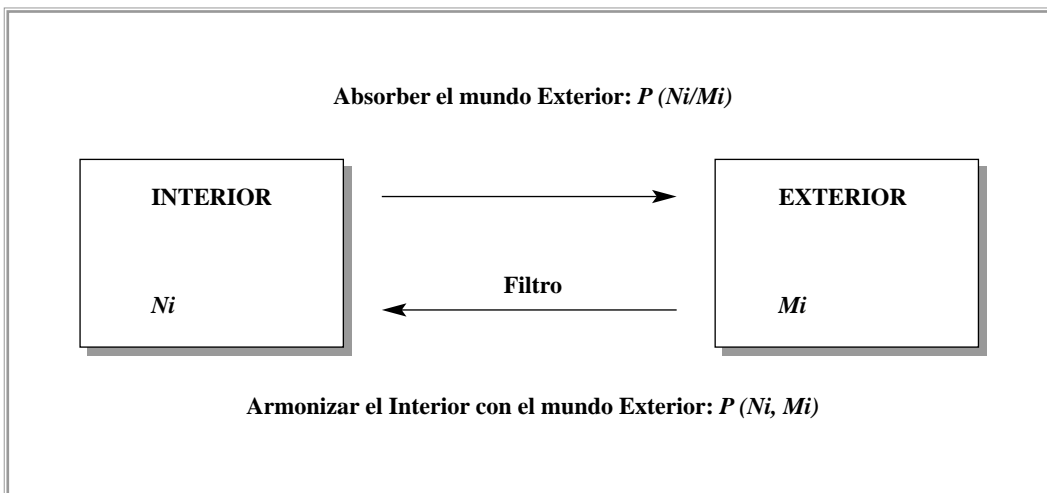 Absorber el mundo Exterior: P (Ni/Mi)
INTERIOR
EXTERIOR
Filtro
Ni
Mi
Armonizar el Interior con el mundo Exterior: P (Ni, Mi)